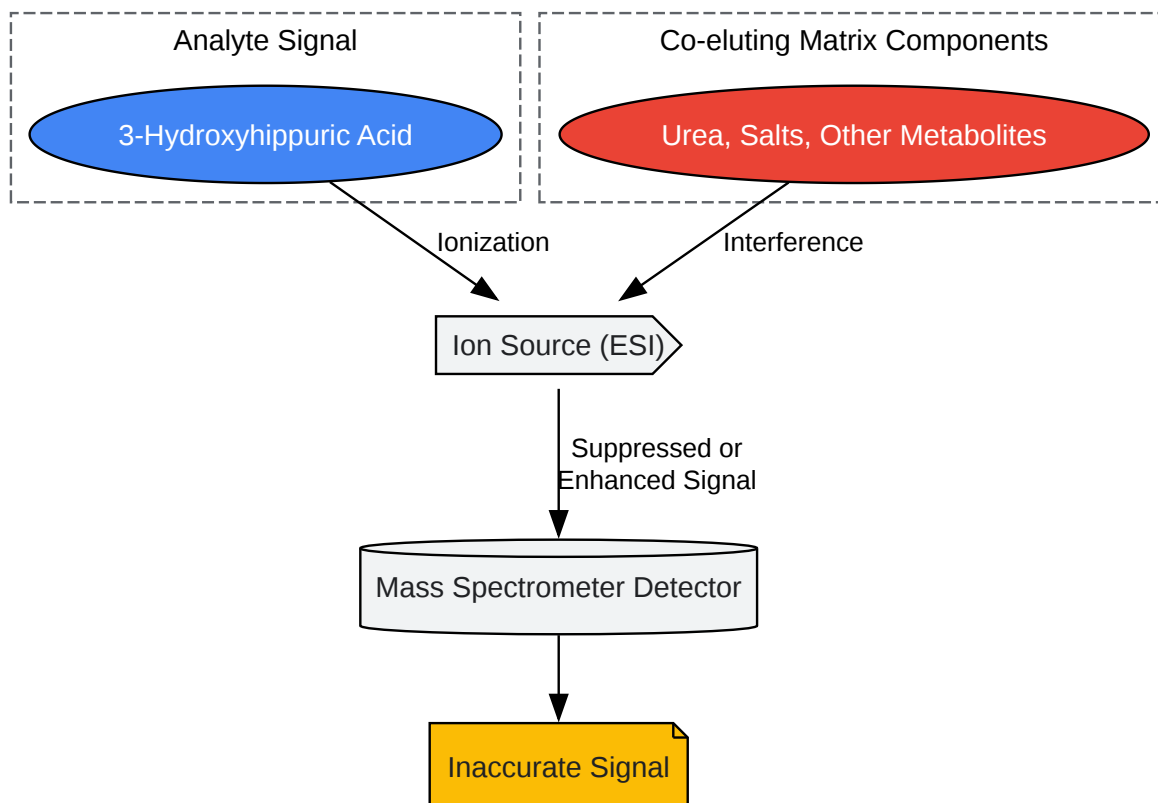 Analyte Signal
Co-eluting Matrix Components
3-Hydroxyhippuric Acid
Urea, Salts, Other Metabolites
Ionization
Interference
Ion Source (ESI)
Suppressed or
Enhanced Signal
Mass Spectrometer Detector
Inaccurate Signal